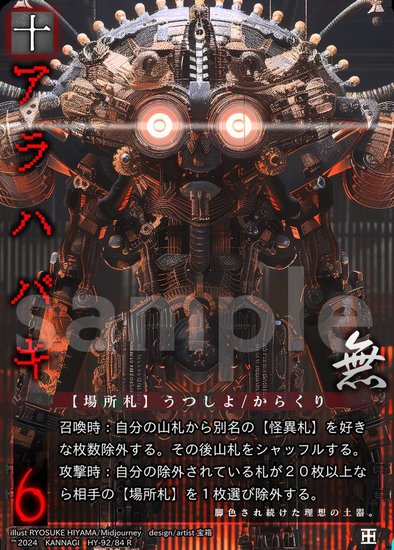 十
アラハバキ
sample
無
【場所札】うつしよ/からくり
召喚時：自分の山札から別名の【怪異札】を好きな枚数除外する。その後山札をシャッフルする。
攻撃時：自分の除外されている札が２０枚以上なら相手の【場所札】を１枚選び除外する。
脚色され続けた理想の土器。
6
illust RYOSUKE HIYAMA/Midjourney design/artist 宝箱
2024 KANNAGI HY-92/84 R